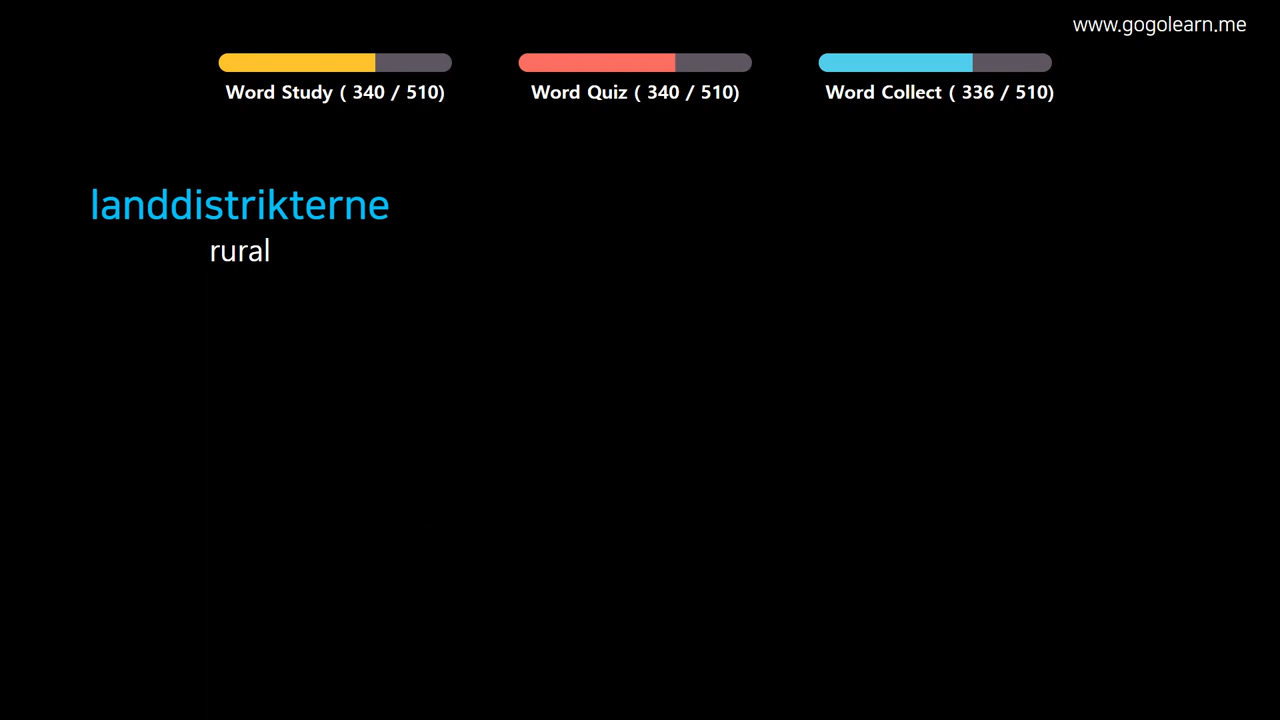 www.gogolearn.me
Word Study ( 340 / 510)
Word Quiz ( 340 / 510)
Word Collect ( 336 / 510)
landdistrikterne
rural